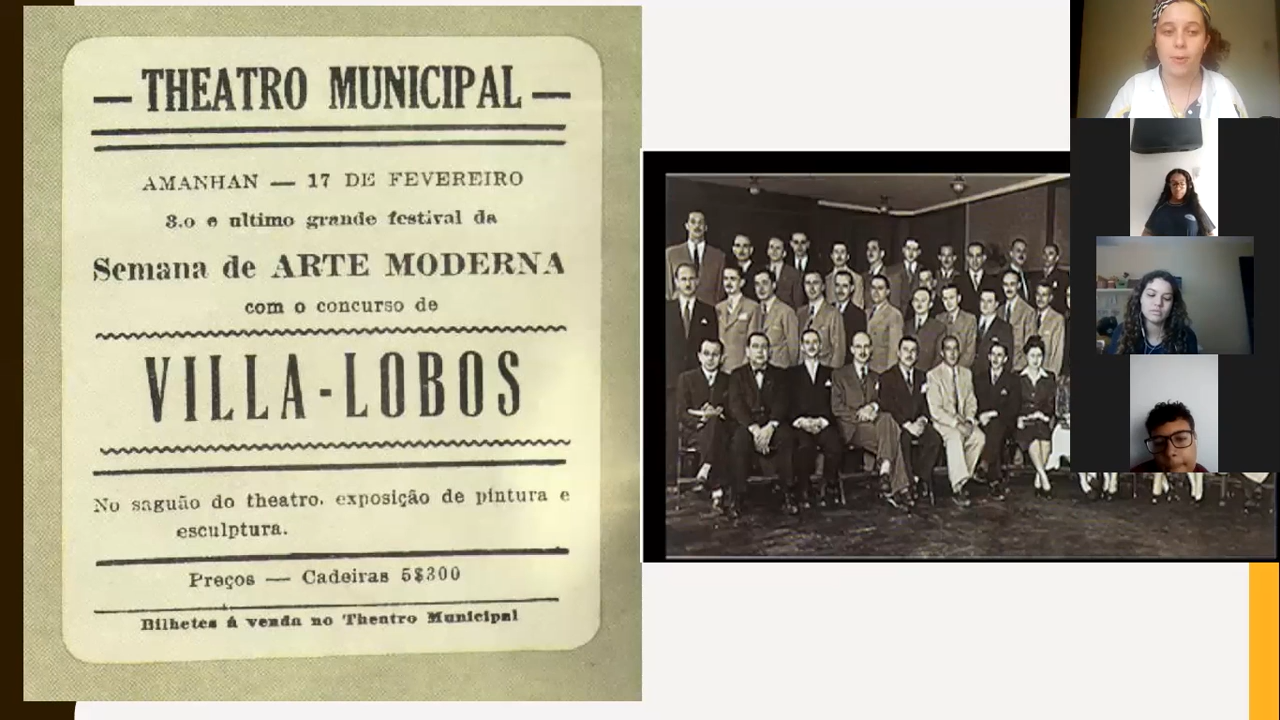 THEATRO MUNICIPAL
AMANHAN — 17 DE FEVEREIRO
3.o e ultimo grande festival da
Semana de ARTE MODERNA
com o concurso de
VILLA-LOBOS
No saguão do theatro, exposição de pintura e
esculptura.
Preços — Cadeiras 5$300
Bilhetes á venda no Theatro Municipal